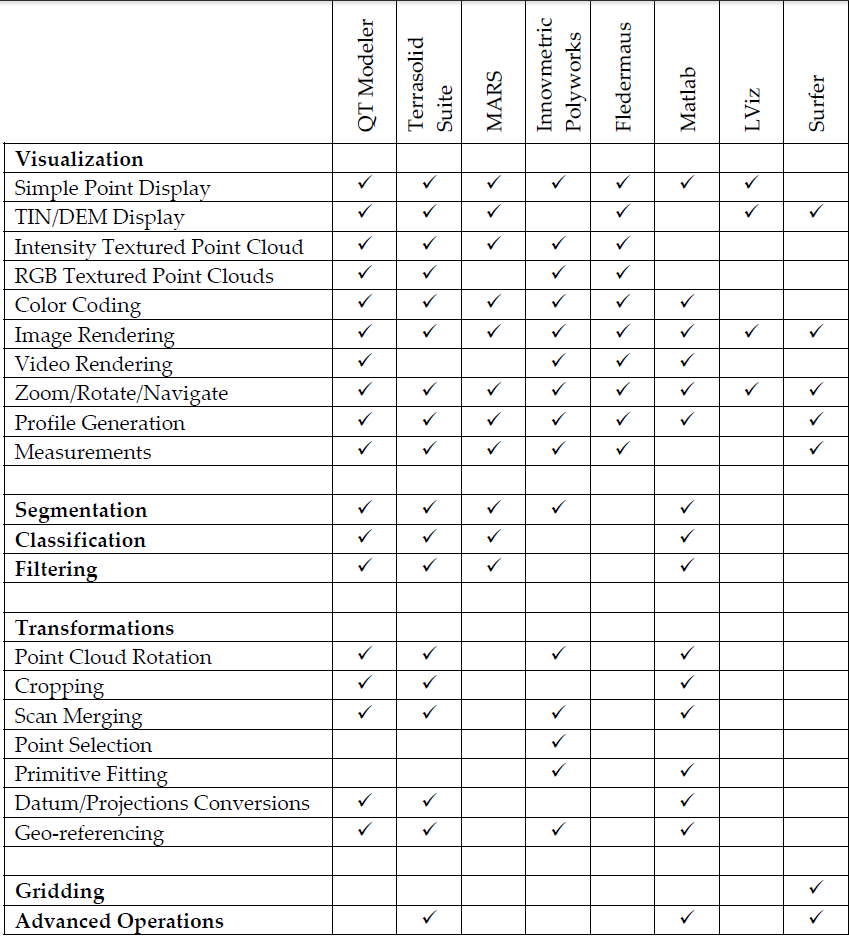 QT Modeler
Terrasolid
Suite
MARS
Innovmetric
Polyworks
Fledermaus
Matlab
LViz
Surfer
Visualization
Simple Point Display ✓ ✓ ✓ ✓ ✓ ✓ ✓
TIN/DEM Display ✓ ✓ ✓ ✓ ✓ ✓
Intensity Textured Point Cloud ✓ ✓ ✓ ✓ ✓
RGB Textured Point Clouds ✓ ✓ ✓ ✓
Color Coding ✓ ✓ ✓ ✓ ✓ ✓
Image Rendering ✓ ✓ ✓ ✓ ✓ ✓ ✓ ✓
Video Rendering ✓ ✓ ✓ ✓
Zoom/Rotate/Navigate ✓ ✓ ✓ ✓ ✓ ✓ ✓ ✓
Profile Generation ✓ ✓ ✓ ✓ ✓ ✓ ✓
Measurements ✓ ✓ ✓ ✓ ✓ ✓
Segmentation ✓ ✓ ✓ ✓ ✓
Classification ✓ ✓ ✓ ✓
Filtering ✓ ✓ ✓ ✓
Transformations
Point Cloud Rotation ✓ ✓ ✓ ✓
Cropping ✓ ✓ ✓
Scan Merging ✓ ✓ ✓ ✓
Point Selection ✓
Primitive Fitting ✓ ✓
Datum/Projections Conversions ✓ ✓ ✓
Geo-referencing ✓ ✓ ✓ ✓
Gridding ✓
Advanced Operations ✓ ✓ ✓